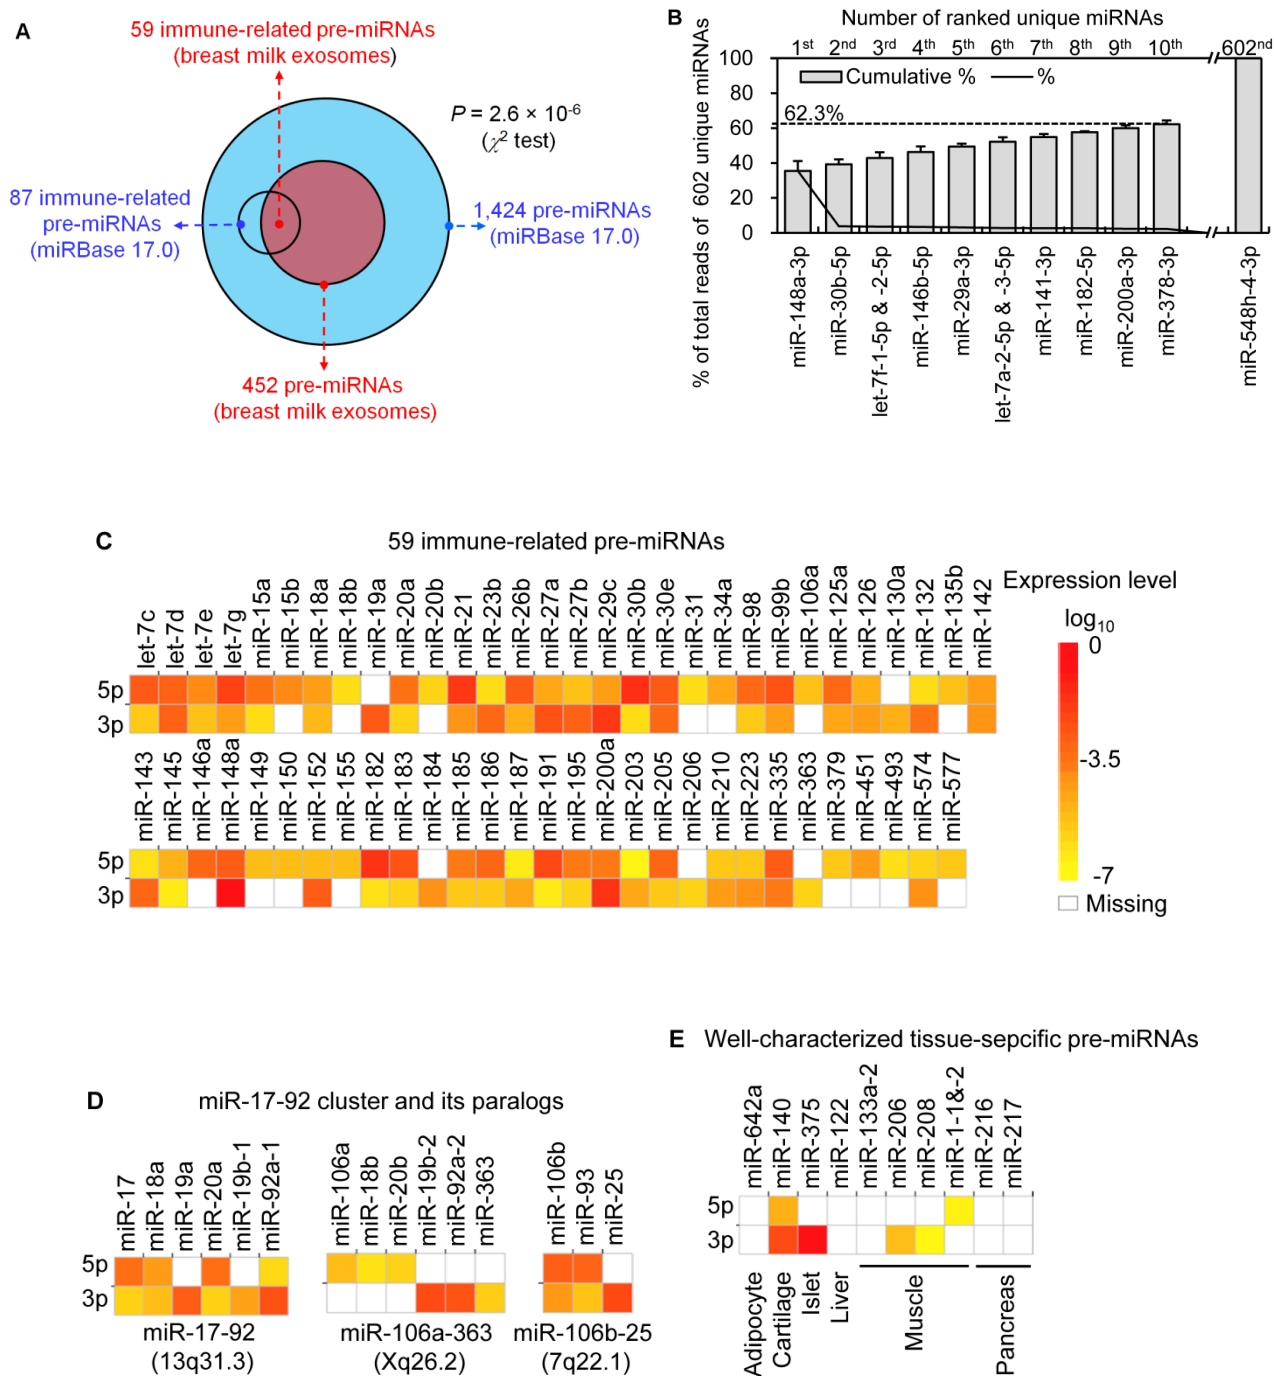 A
59 immune-related pre-miRNAs
(breast milk exosomes)
P = 2.6 × 10⁻⁶
(χ² test)
87 immune-related
pre-miRNAs
(miRBase 17.0)
1,424 pre-miRNAs
(miRBase 17.0)
452 pre-miRNAs
(breast milk exosomes)
B
Number of ranked unique miRNAs
1st 2nd 3rd 4th 5th 6th 7th 8th 9th 10th 602nd
% of total reads of 602 unique miRNAs
100
80
60
40
20
0
Cumulative % %
62.3%
miR-148a-3p
miR-30b-5p
let-7f-1-5p & -2-5p
miR-146b-5p
miR-29a-3p
let-7a-2-5p & -3-5p
miR-141-3p
miR-182-5p
miR-200a-3p
miR-378-3p
miR-548h-4-3p
C
59 immune-related pre-miRNAs
let-7c
let-7d
let-7e
let-7g
miR-15a
miR-15b
miR-18a
miR-18b
miR-19a
miR-20a
miR-20b
miR-21
miR-23b
miR-26b
miR-27a
miR-27b
miR-29c
miR-30b
miR-30e
miR-31
miR-34a
miR-98
miR-99b
miR-106a
miR-125a
miR-126
miR-130a
miR-132
miR-135b
miR-142
5p
3p
miR-143
miR-145
miR-146a
miR-148a
miR-149
miR-150
miR-152
miR-155
miR-182
miR-183
miR-184
miR-185
miR-186
miR-187
miR-191
miR-195
miR-200a
miR-203
miR-205
miR-206
miR-210
miR-223
miR-335
miR-363
miR-379
miR-451
miR-493
miR-574
miR-577
5p
3p
Expression level
log₁₀
0
-3.5
-7
Missing
D
miR-17-92 cluster and its paralogs
miR-17
miR-18a
miR-19a
miR-20a
miR-19b-1
miR-92a-1
miR-106a
miR-18b
miR-20b
miR-19b-2
miR-92a-2
miR-363
miR-106b
miR-93
miR-25
5p
3p
miR-17-92
(13q31.3)
miR-106a-363
(Xq26.2)
miR-106b-25
(7q22.1)
E
Well-characterized tissue-sepcific pre-miRNAs
miR-642a
miR-140
miR-375
miR-122
miR-133a-2
miR-206
miR-208
miR-1-1&-2
miR-216
miR-217
5p
3p
Adipocyte
Cartilage
Islet
Liver
Muscle
Pancreas